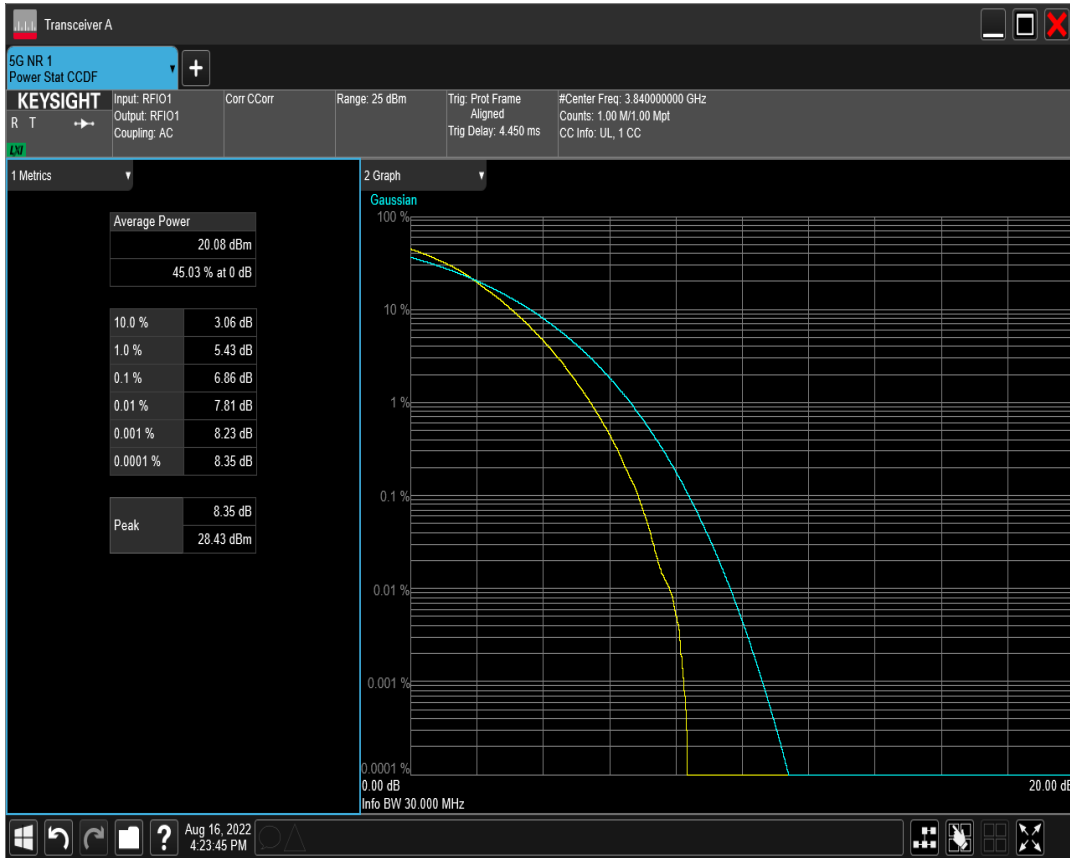 Transceiver A
5G NR 1
Power Stat CCDF
+
KEYSIGHT
R T
LXI
Input: RFIO1
Output: RFIO1
Coupling: AC
Corr CCorr
Range: 25 dBm
Trig: Prot Frame
Aligned
Trig Delay: 4.450 ms
#Center Freq: 3.840000000 GHz
Counts: 1.00 M/1.00 Mpt
CC Info: UL, 1 CC
1 Metrics
Average Power
20.08 dBm
45.03 % at 0 dB
10.0 % 3.06 dB
1.0 % 5.43 dB
0.1 % 6.86 dB
0.01 % 7.81 dB
0.001 % 8.23 dB
0.0001 % 8.35 dB
Peak
8.35 dB
28.43 dBm
2 Graph
Gaussian
100 %
10 %
1 %
0.1 %
0.01 %
0.001 %
0.0001 %
0.00 dB 20.00 dB
Info BW 30.000 MHz
?
Aug 16, 2022
4:23:45 PM